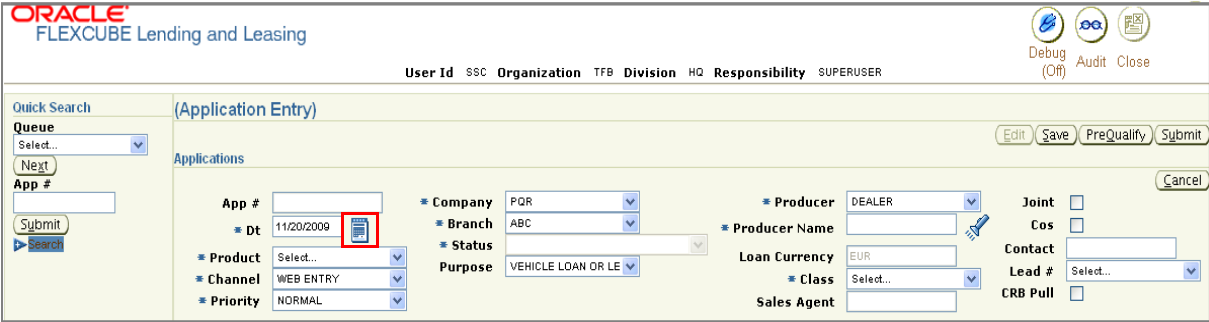 ORACLE
FLEXCUBE Lending and Leasing
Debug
(Off)
Audit
Close
User Id SSC Organization TFB Division HQ Responsibility SUPERUSER
Quick Search
Queue
Select...
Next
App #
Submit
Search
(Application Entry)
Edit Save PreQualify Submit
Applications
Cancel
App #
* Dt 11/20/2009
* Product Select...
* Channel WEB ENTRY
* Priority NORMAL
* Company PQR
* Branch ABC
* Status
Purpose VEHICLE LOAN OR LE
* Producer DEALER
* Producer Name
Loan Currency EUR
* Class Select...
Sales Agent
Joint
Cos
Contact
Lead # Select...
CRB Pull